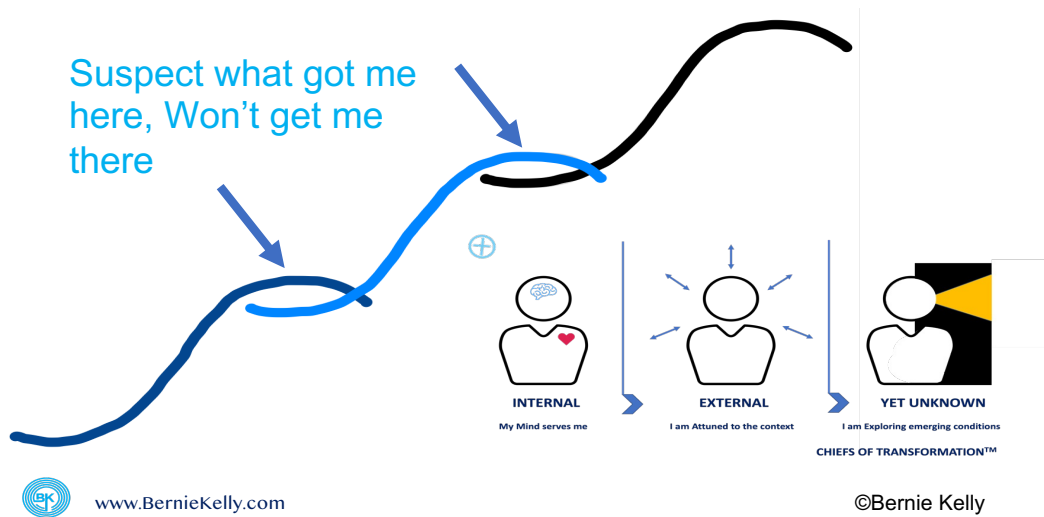 Suspect what got me
here, Won't get me
there
INTERNAL
EXTERNAL
YET UNKNOWN
My Mind serves me
I am Attuned to the context
I am Exploring emerging conditions
CHIEFS OF TRANSFORMATION™
BKJ
www.BernieKelly.com
©Bernie Kelly